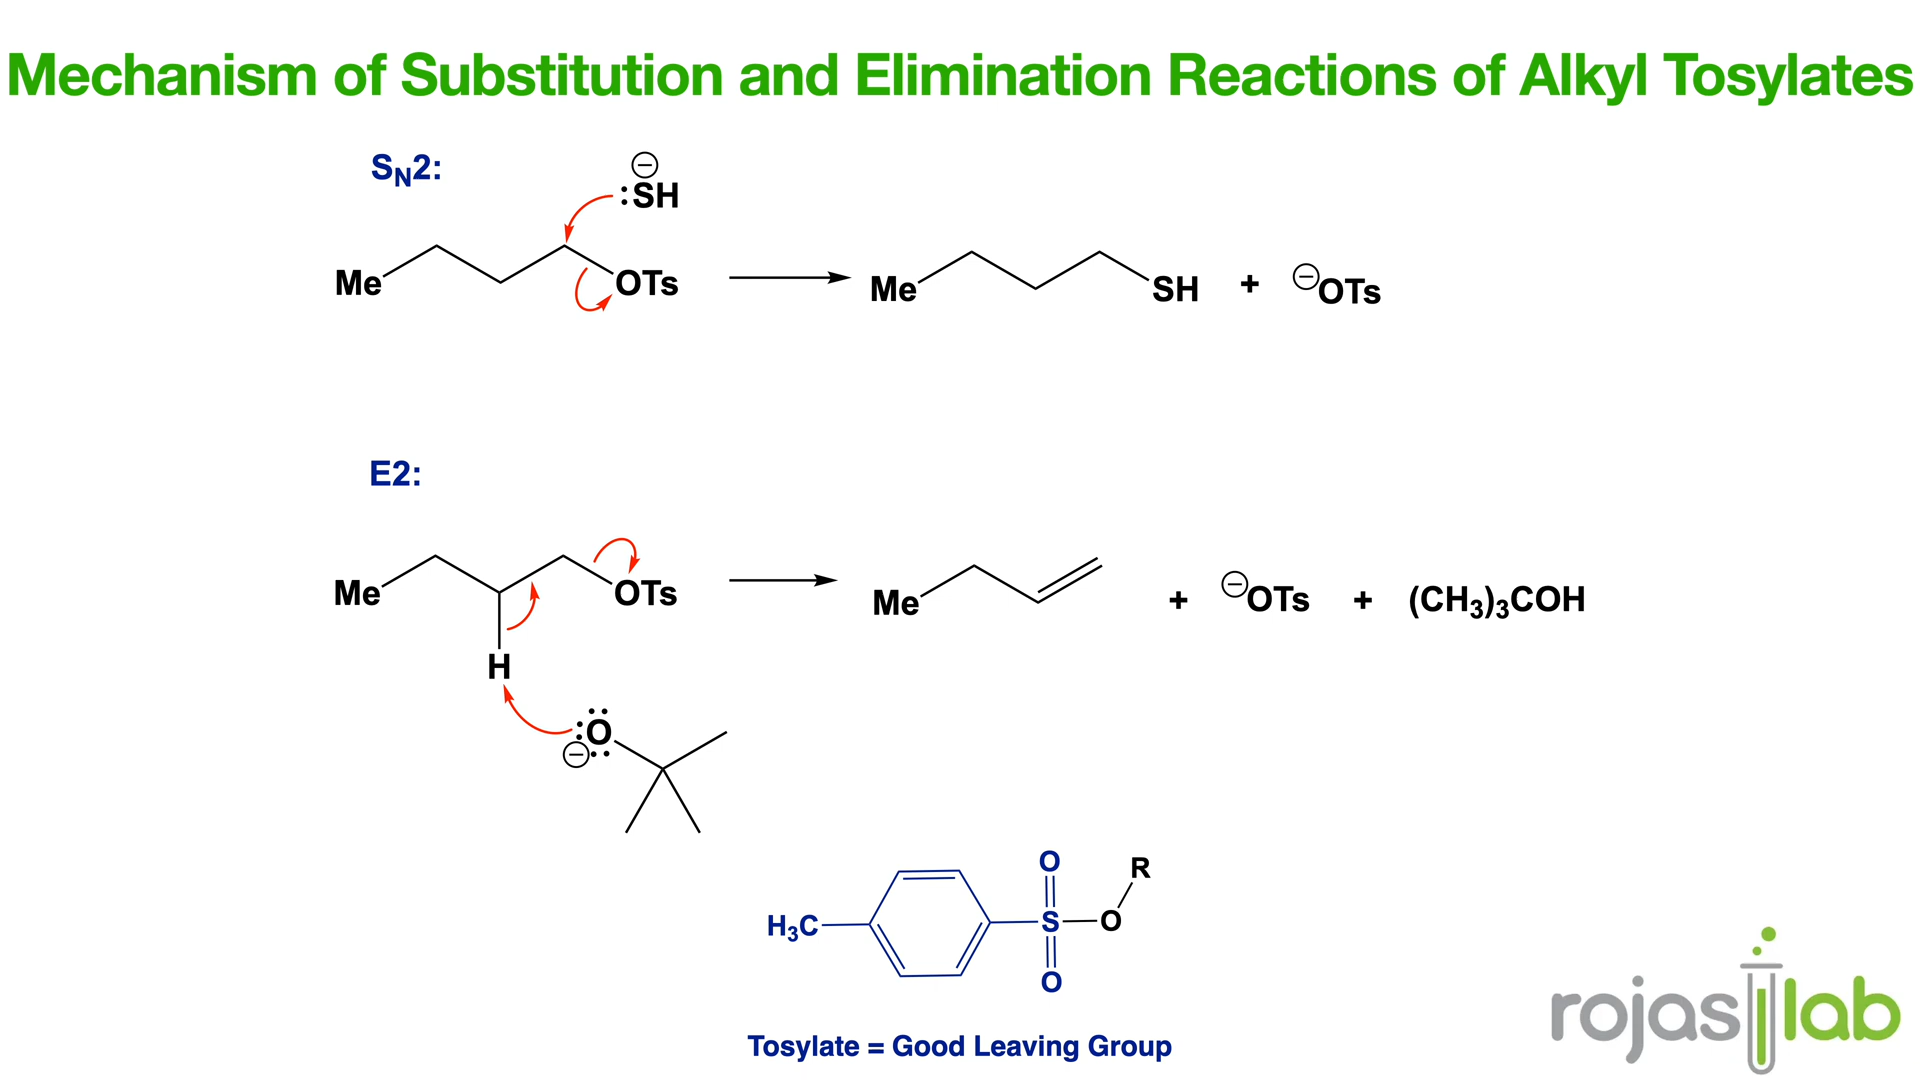 Mechanism of Substitution and Elimination Reactions of Alkyl Tosylates
S_N2:
⊖
:SH
Me OTs Me SH + ⊖OTs
E2:
Me OTs Me + ⊖OTs + (CH₃)₃COH
H
:O
⊖
O R
H₃C S O
O
Tosylate = Good Leaving Group
rojas lab